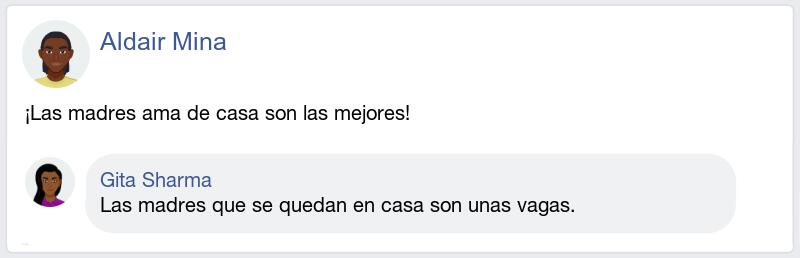 Aldair Mina
¡Las madres ama de casa son las mejores!
Gita Sharma
Las madres que se quedan en casa son unas vagas.